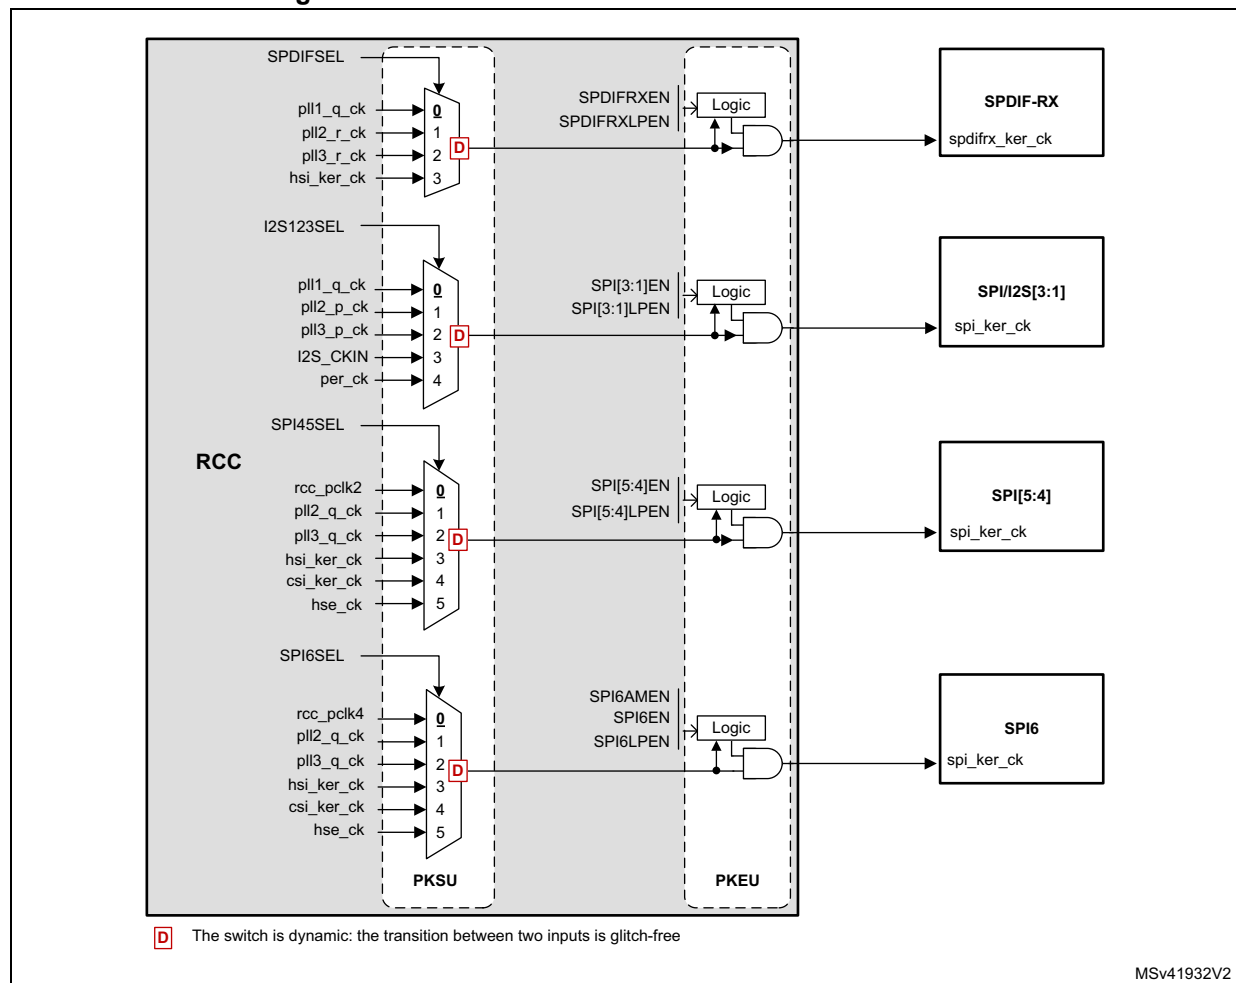 SPDIFSEL
pll1_q_ck
pll2_r_ck
pll3_r_ck
hsi_ker_ck
0
1
2
3
D
SPDIFRXEN
SPDIFRXLPEN
Logic
SPDIF-RX
spdifrx_ker_ck
I2S123SEL
pll1_q_ck
pll2_p_ck
pll3_p_ck
I2S_CKIN
per_ck
0
1
2
3
4
D
SPI[3:1]EN
SPI[3:1]LPEN
Logic
SPI/I2S[3:1]
spi_ker_ck
SPI45SEL
RCC
rcc_pclk2
pll2_q_ck
pll3_q_ck
hsi_ker_ck
csi_ker_ck
hse_ck
0
1
2
3
4
5
D
SPI[5:4]EN
SPI[5:4]LPEN
Logic
SPI[5:4]
spi_ker_ck
SPI6SEL
rcc_pclk4
pll2_q_ck
pll3_q_ck
hsi_ker_ck
csi_ker_ck
hse_ck
0
1
2
3
4
5
D
SPI6AMEN
SPI6EN
SPI6LPEN
Logic
SPI6
spi_ker_ck
PKSU
PKEU
D The switch is dynamic: the transition between two inputs is glitch-free
MSv41932V2